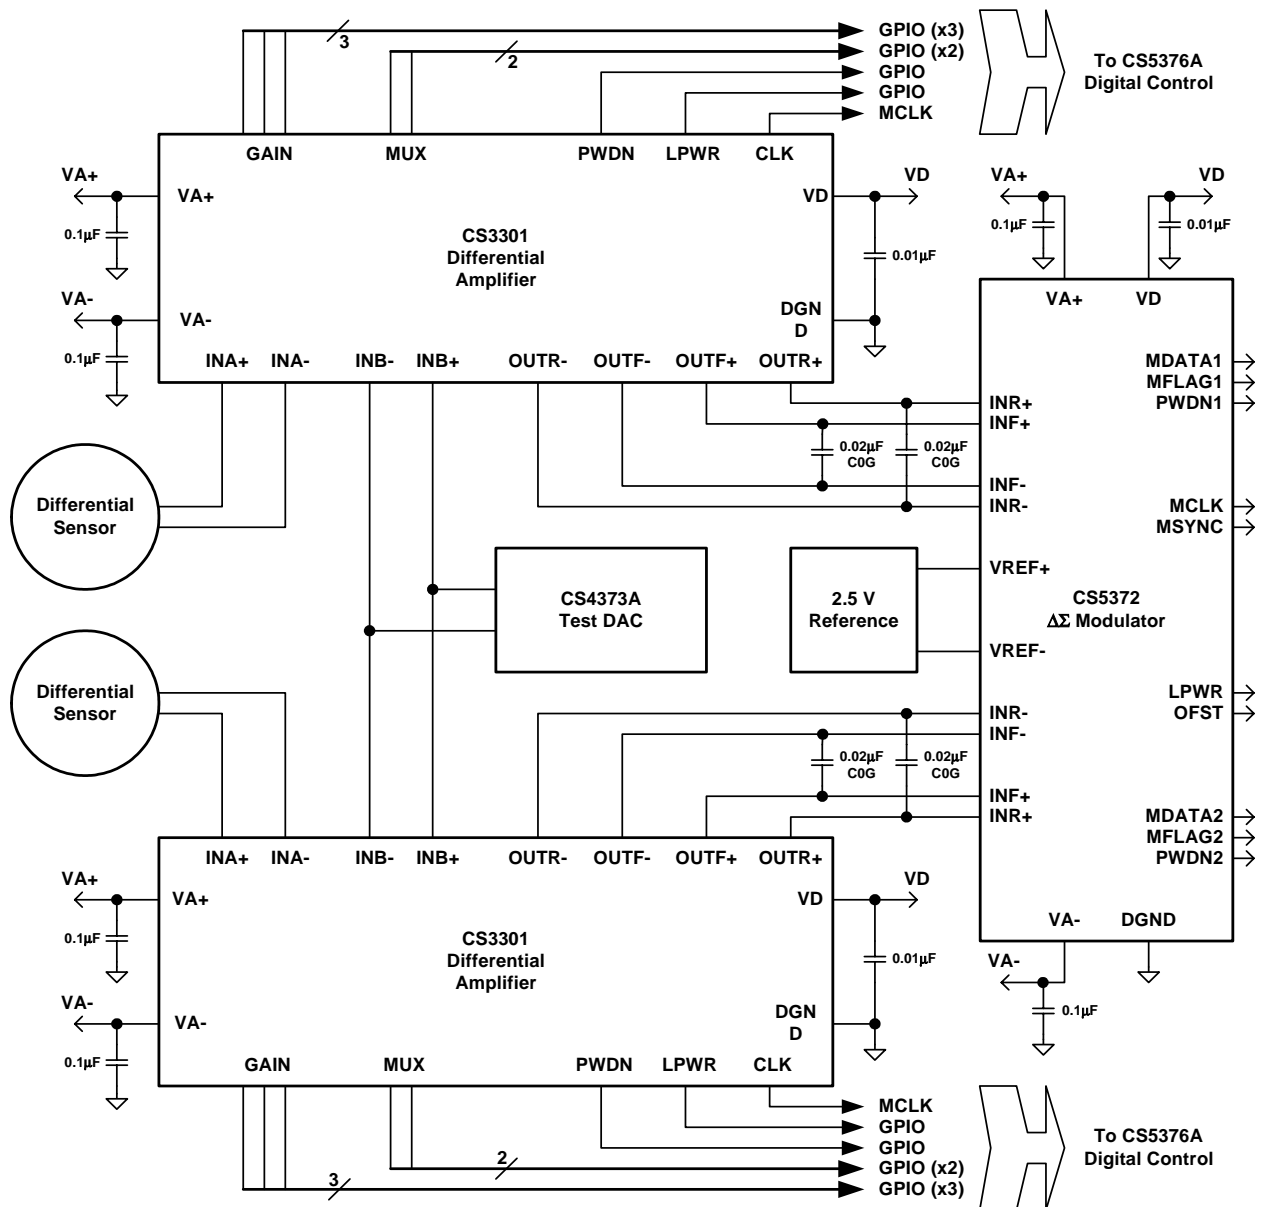 GPIO (x3)
3
GPIO (x2)
2
GPIO
GPIO
MCLK
To CS5376A
Digital Control
GAIN
MUX
PWDN
LPWR
CLK
VA+
VA+
0.1µF
CS3301
Differential
Amplifier
VD
VD
0.01µF
VA-
VA-
0.1µF
DGN
D
INA+
INA-
INB-
INB+
OUTR-
OUTF-
OUTF+
OUTR+
VA+
0.1µF
VD
0.01µF
VA+
VD
MDATA1
MFLAG1
PWDN1
INR+
INF+
0.02µF
C0G
0.02µF
C0G
INF-
INR-
MCLK
MSYNC
Differential
Sensor
CS4373A
Test DAC
2.5 V
Reference
VREF+
CS5372
ΔΣ Modulator
VREF-
Differential
Sensor
LPWR
OFST
INR-
INF-
0.02µF
C0G
0.02µF
C0G
INF+
INR+
MDATA2
MFLAG2
PWDN2
INA+
INA-
INB-
INB+
OUTR-
OUTF-
OUTF+
OUTR+
VA+
VA+
0.1µF
CS3301
Differential
Amplifier
VD
VD
0.01µF
VA-
DGND
VA-
0.1µF
VA-
VA-
0.1µF
DGN
D
GAIN
MUX
PWDN
LPWR
CLK
MCLK
GPIO
GPIO
2
GPIO (x2)
3
GPIO (x3)
To CS5376A
Digital Control